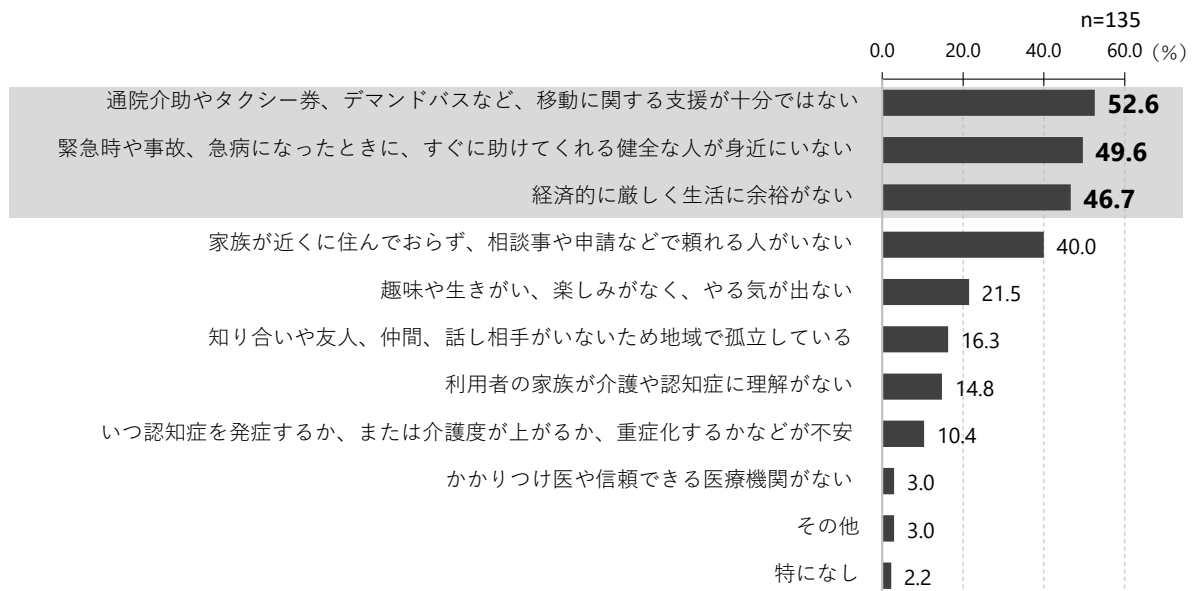 n=135
0.0 20.0 40.0 60.0 (%)
通院介助やタクシー券、デマンドバスなど、移動に関する支援が十分ではない 52.6
緊急時や事故、急病になったときに、すぐに助けてくれる健全な人が身近にいない 49.6
経済的に厳しく生活に余裕がない 46.7
家族が近くに住んでおらず、相談事や申請などで頼れる人がいない 40.0
趣味や生きがい、楽しみがなく、やる気が出ない 21.5
知り合いや友人、仲間、話し相手がいないため地域で孤立している 16.3
利用者の家族が介護や認知症に理解がない 14.8
いつ認知症を発症するか、または介護度が上がるか、重症化するかなどが不安 10.4
かかりつけ医や信頼できる医療機関がない 3.0
その他 3.0
特になし 2.2